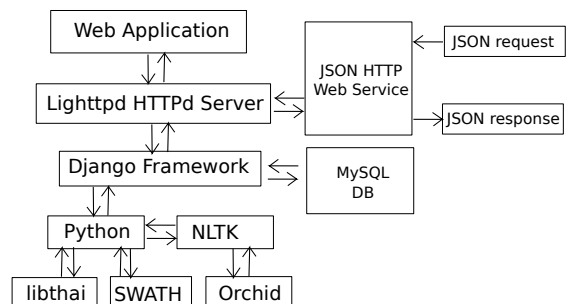 Web Application
JSON request
JSON HTTP
Web Service
Lighttpd HTTPd Server
JSON response
Django Framework
MySQL
DB
Python
NLTK
libthai
SWATH
Orchid